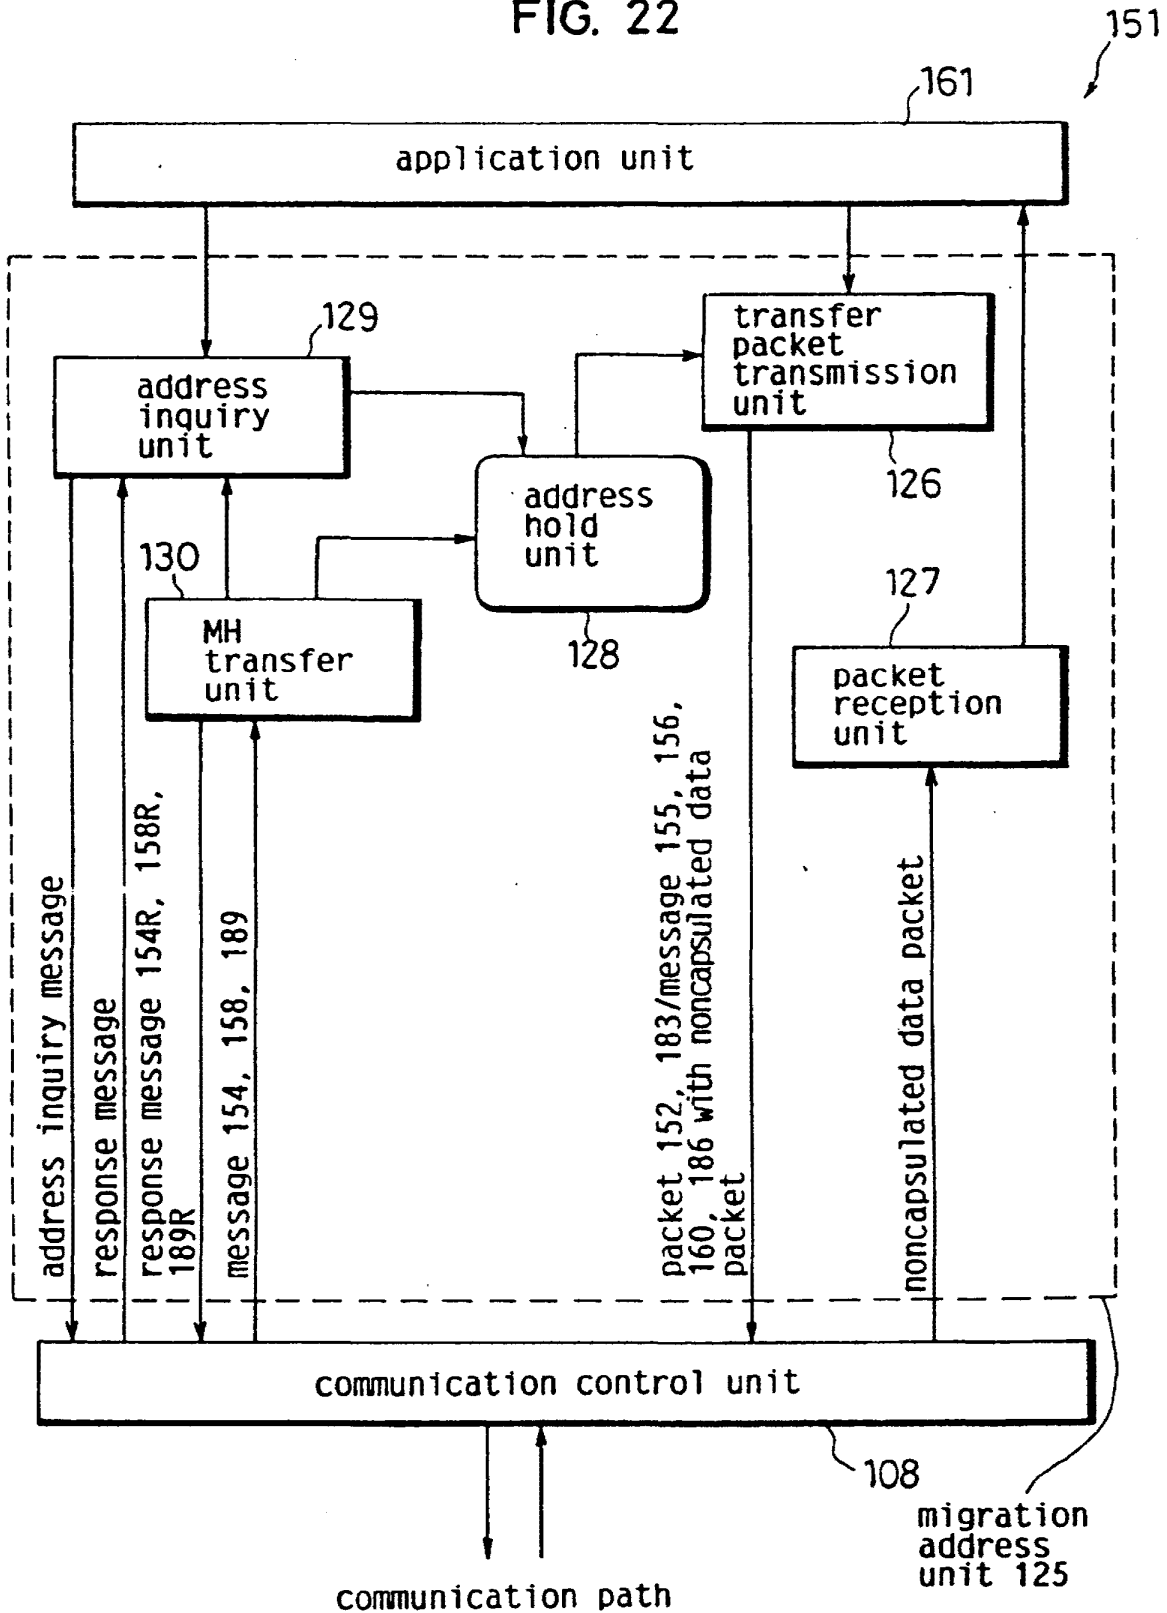 FIG. 22
151
161
application unit
129
address
inquiry
unit
transfer
packet
transmission
unit
126
address
hold
unit
128
130
MH
transfer
unit
127
packet
reception
unit
address inquiry message
response message
response message 154R, 158R,
189R
message 154, 158, 189
packet 152, 183/message 155, 156,
160, 186 with noncapsulated data
packet
noncapsulated data packet
communication control unit
108
migration
address
unit 125
communication path